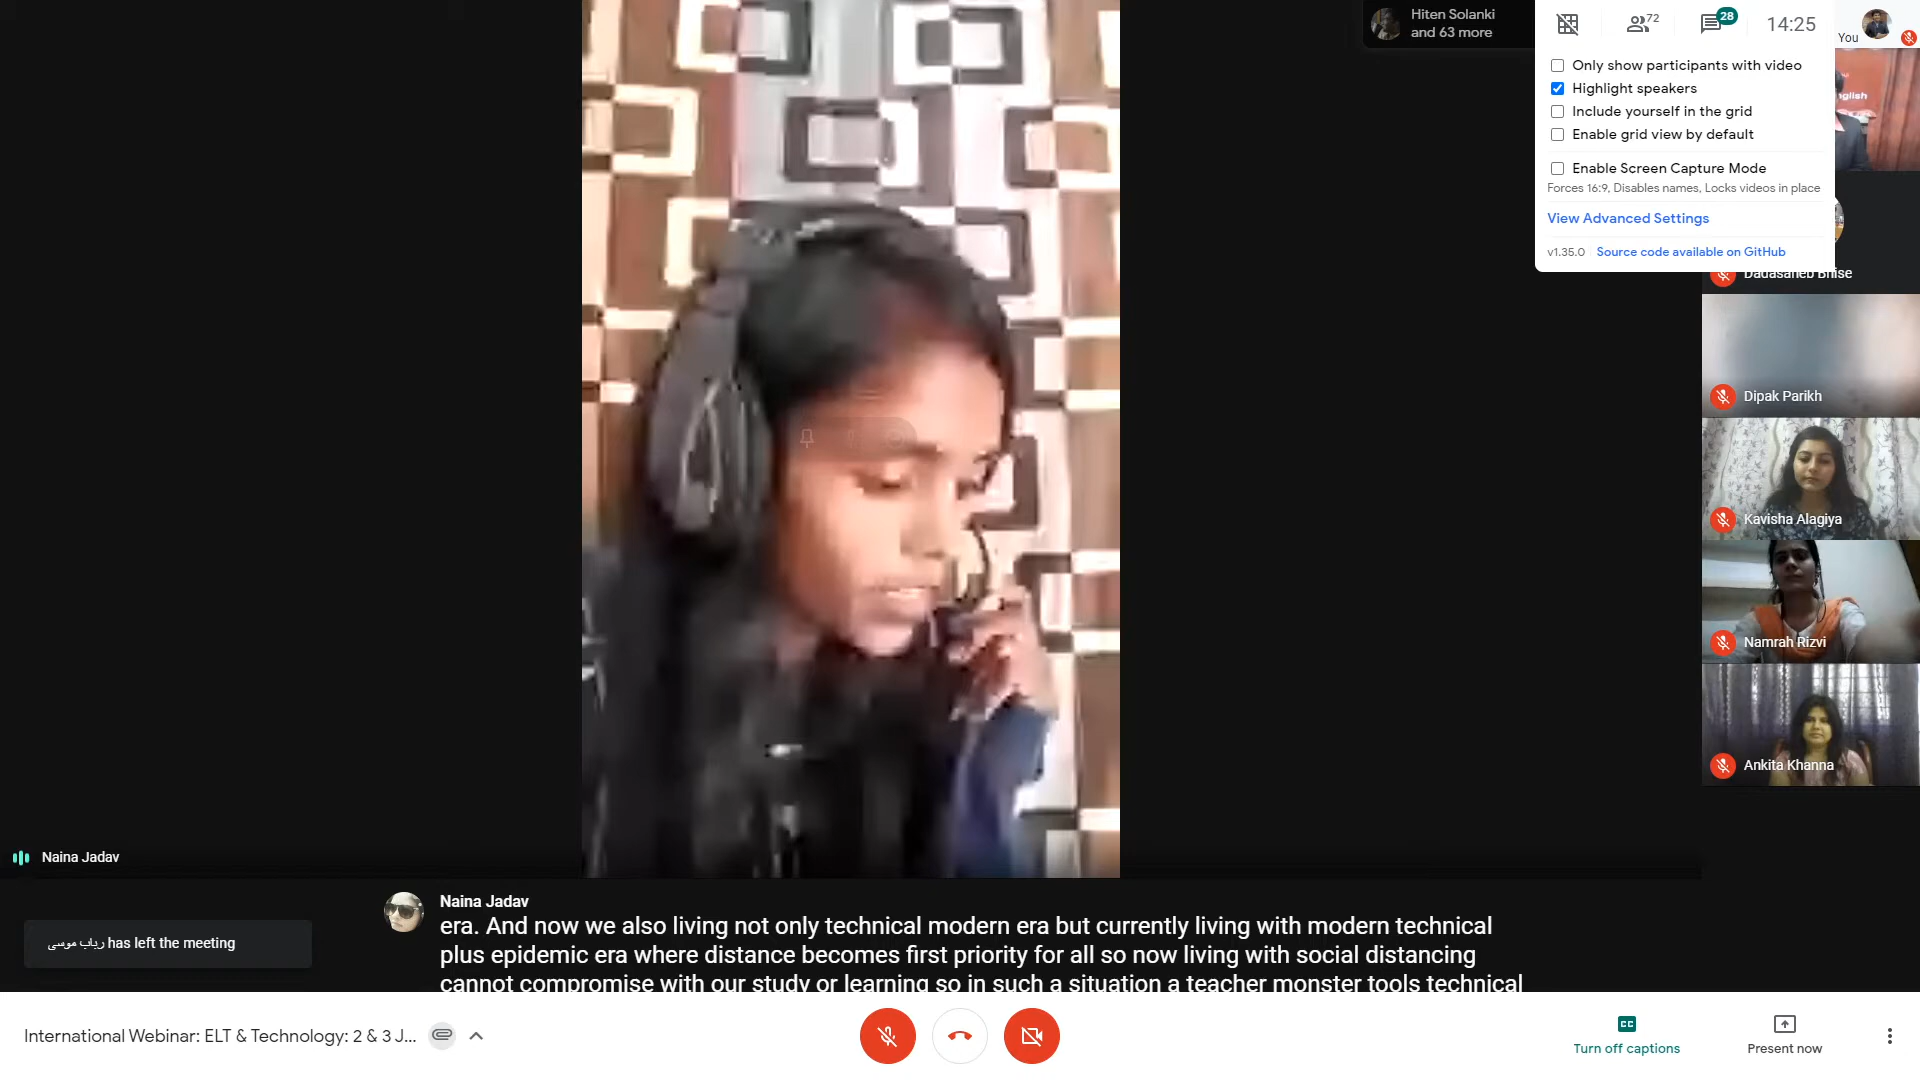 Hiten Solanki
and 63 more
72
28
14:25
You
Only show participants with video
Highlight speakers
Include yourself in the grid
Enable grid view by default
Enable Screen Capture Mode
Forces 16:9, Disables names, Locks videos in place
View Advanced Settings
v1.35.0 Source code available on GitHub
Dadasaheb Bhise
Dipak Parikh
Kavisha Alagiya
Namrah Rizvi
Ankita Khanna
Naina Jadav
Naina Jadav
era. And now we also living not only technical modern era but currently living with modern technical
plus epidemic era where distance becomes first priority for all so now living with social distancing
cannot compromise with our study or learning so in such a situation a teacher monster tools technical
رباب موسى has left the meeting
International Webinar: ELT & Technology: 2 & 3 J...
Turn off captions
Present now